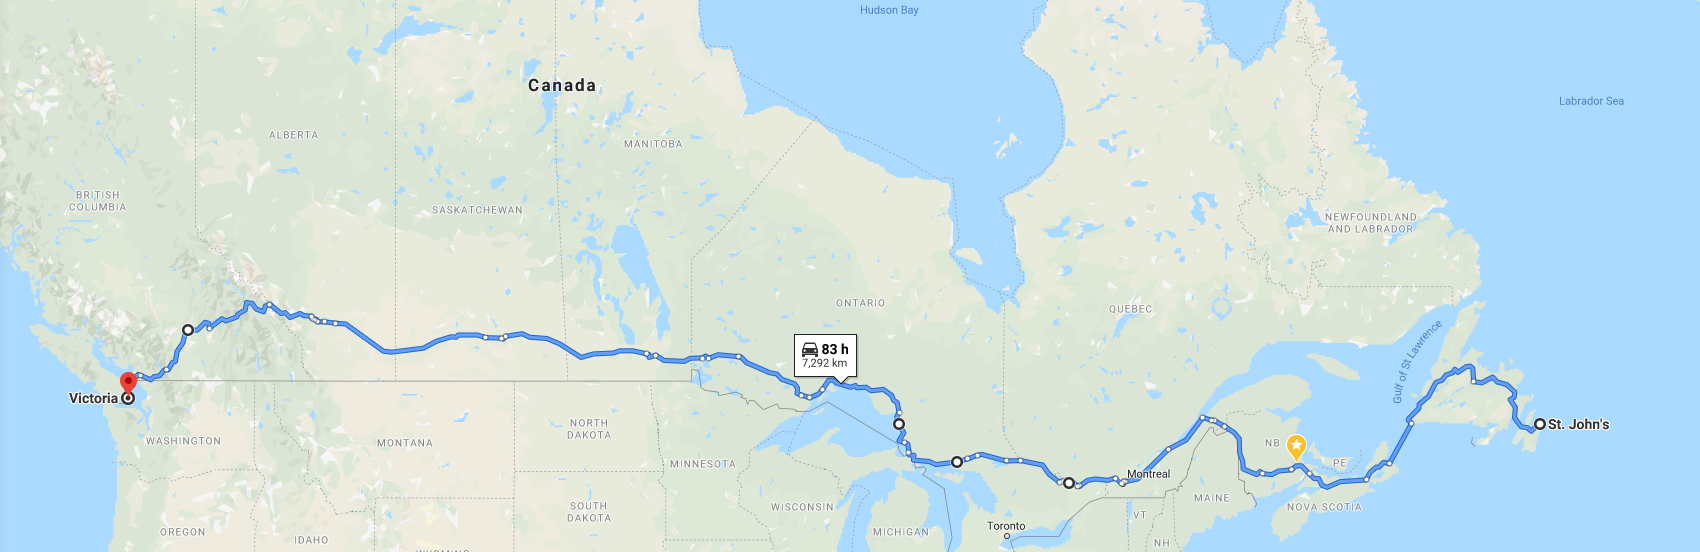 Hudson Bay
Canada
Labrador Sea
ALBERTA
MANITOBA
BRITISH
COLUMBIA
SASKATCHEWAN
NEWFOUNDLAND
AND LABRADOR
ONTARIO
QUEBEC
83 h
7,292 km
Gulf of St Lawrence
Victoria
St. John's
WASHINGTON
MONTANA
NORTH
DAKOTA
MINNESOTA
NB
PE
Montreal
MAINE
NOVA SCOTIA
WISCONSIN
SOUTH
DAKOTA
VT
Toronto
OREGON
IDAHO
MICHIGAN
NH
WYOMING